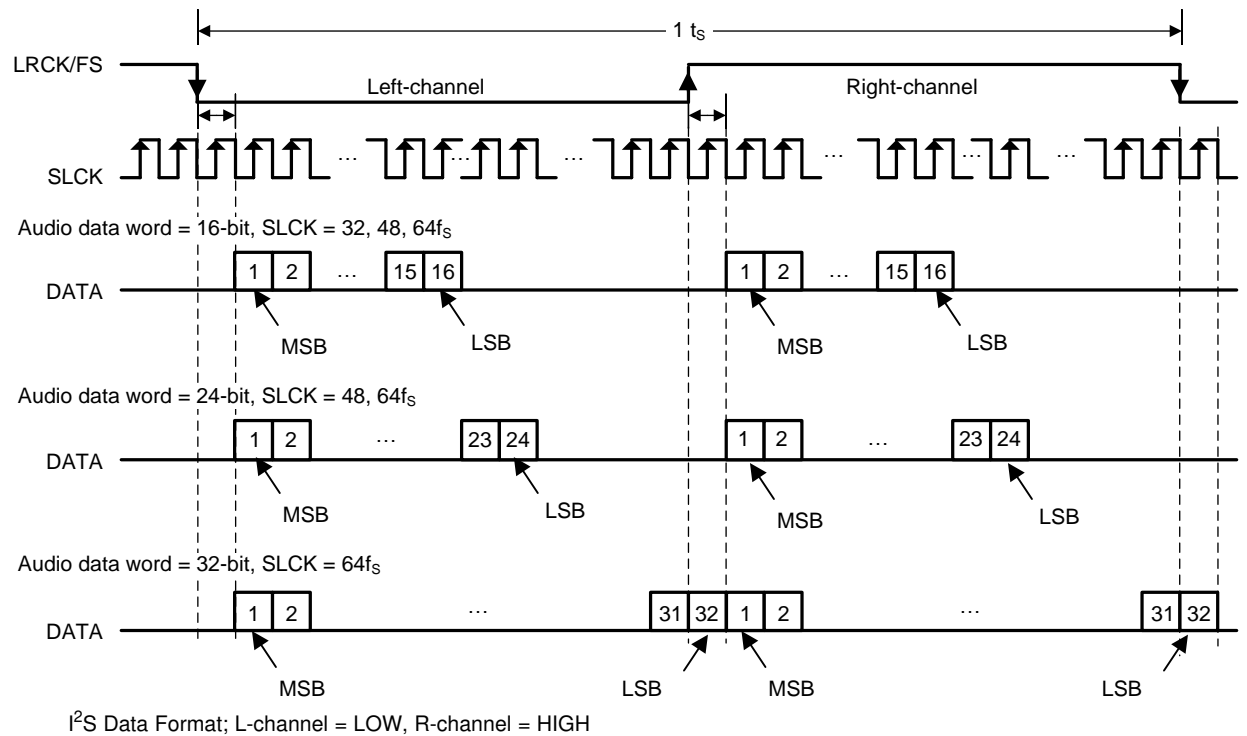 1 tS
LRCK/FS
Left-channel
Right-channel
... ... ... ... ... ...
SLCK
Audio data word = 16-bit, SLCK = 32, 48, 64fS
DATA 1 2 ... 15 16 1 2 ... 15 16
MSB LSB MSB LSB
Audio data word = 24-bit, SLCK = 48, 64fS
DATA 1 2 ... 23 24 1 2 ... 23 24
MSB LSB MSB LSB
Audio data word = 32-bit, SLCK = 64fS
DATA 1 2 ... 31 32 1 2 ... 31 32
MSB LSB MSB LSB
I2S Data Format; L-channel = LOW, R-channel = HIGH